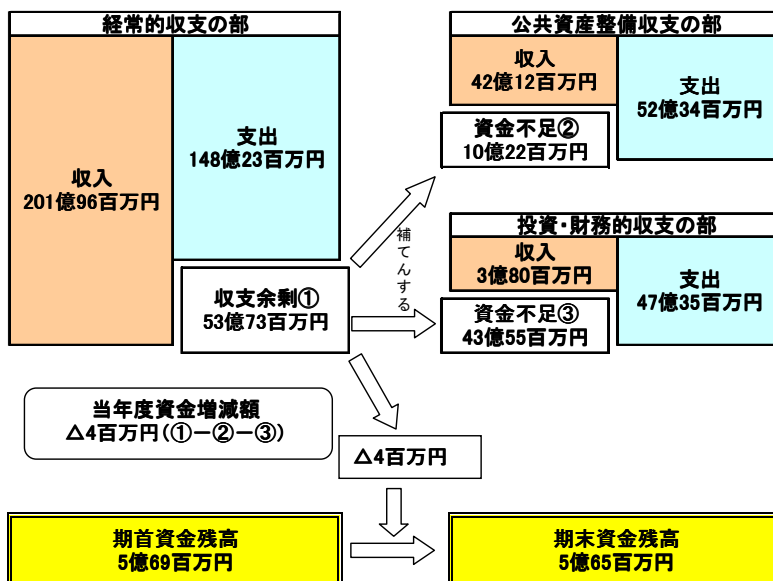 経常的収支の部
収入
201億96百万円
支出
148億23百万円
収支余剰①
53億73百万円
公共資産整備収支の部
収入
42億12百万円
支出
52億34百万円
資金不足②
10億22百万円
補てんする
投資・財務的収支の部
収入
3億80百万円
支出
47億35百万円
資金不足③
43億55百万円
当年度資金増減額
△4百万円(①－②－③)
△4百万円
期首資金残高
5億69百万円
期末資金残高
5億65百万円